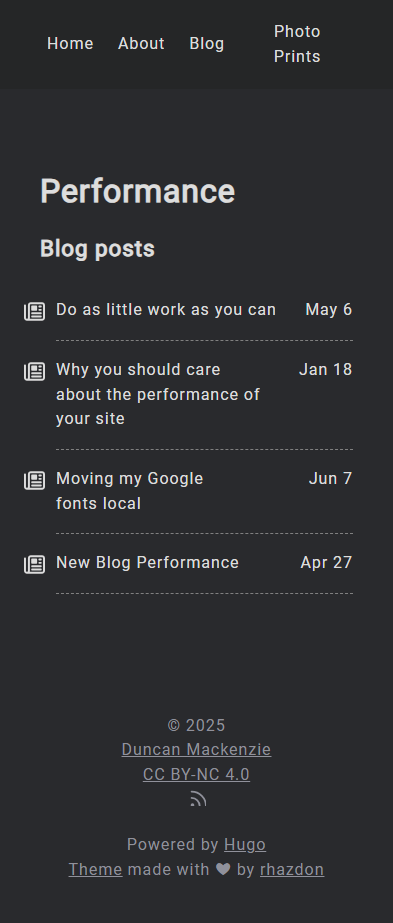 Home About Blog Photo
Prints
Performance
Blog posts
Do as little work as you can May 6
Why you should care Jan 18
about the performance of
your site
Moving my Google Jun 7
fonts local
New Blog Performance Apr 27
© 2025
Duncan Mackenzie
CC BY-NC 4.0
Powered by Hugo
Theme made with ♥ by rhazdon